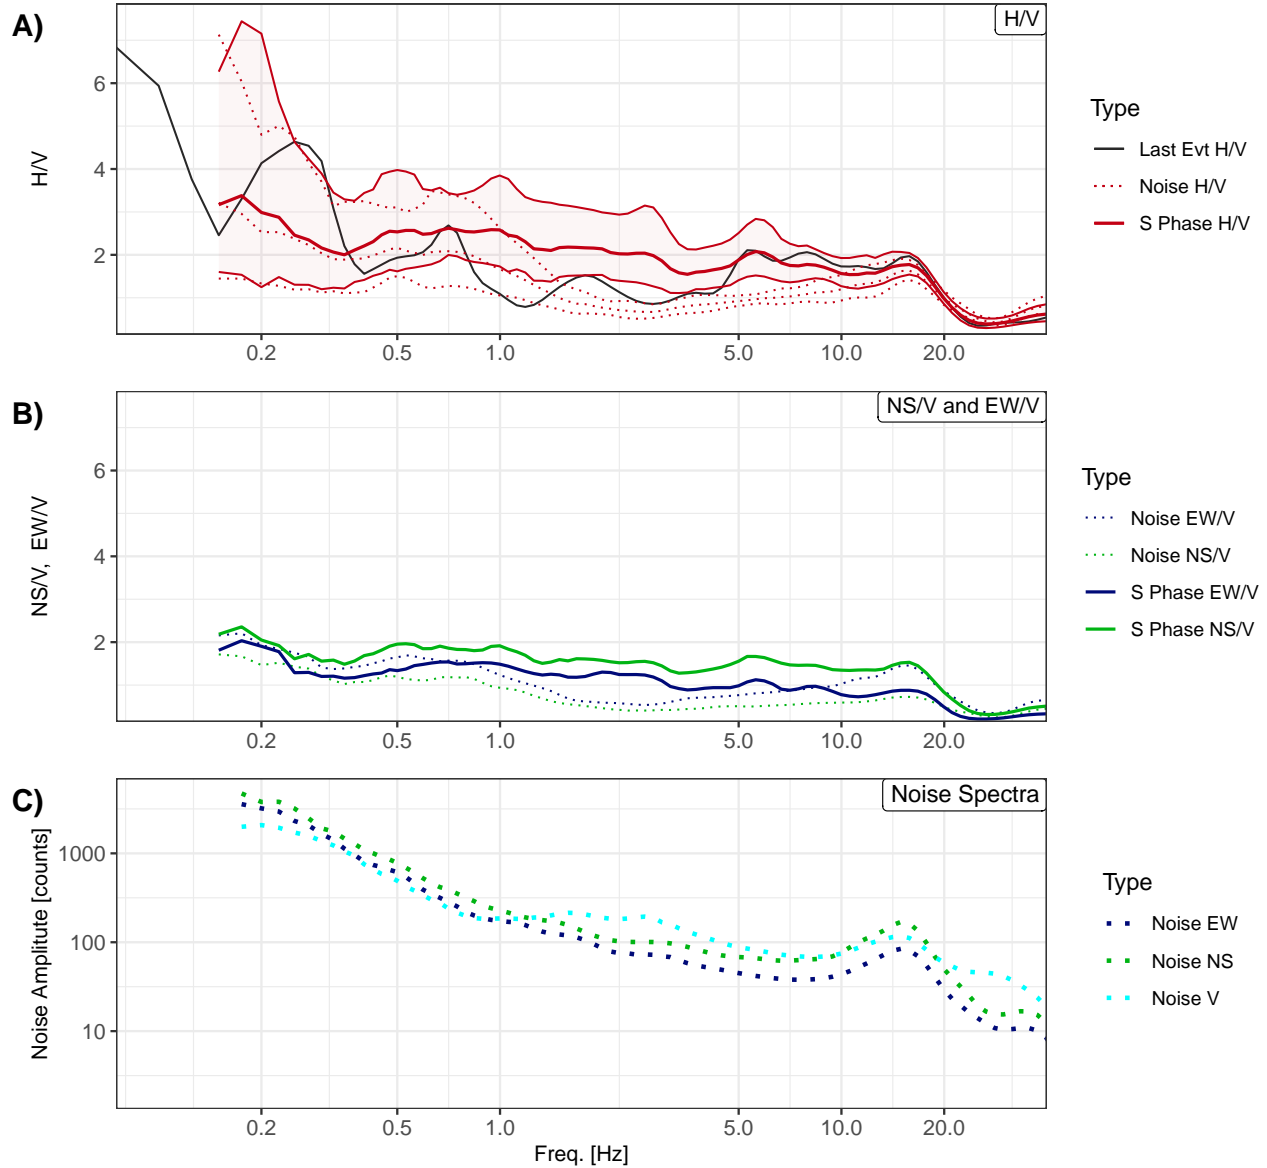 A)
H/V
6
4
2
H/V
0.2 0.5 1.0 5.0 10.0 20.0
Type
Last Evt H/V
Noise H/V
S Phase H/V
B)
NS/V and EW/V
6
4
2
NS/V, EW/V
0.2 0.5 1.0 5.0 10.0 20.0
Type
Noise EW/V
Noise NS/V
S Phase EW/V
S Phase NS/V
C)
Noise Spectra
1000
100
10
Noise Amplitute [counts]
0.2 0.5 1.0 5.0 10.0 20.0
Freq. [Hz]
Type
Noise EW
Noise NS
Noise V